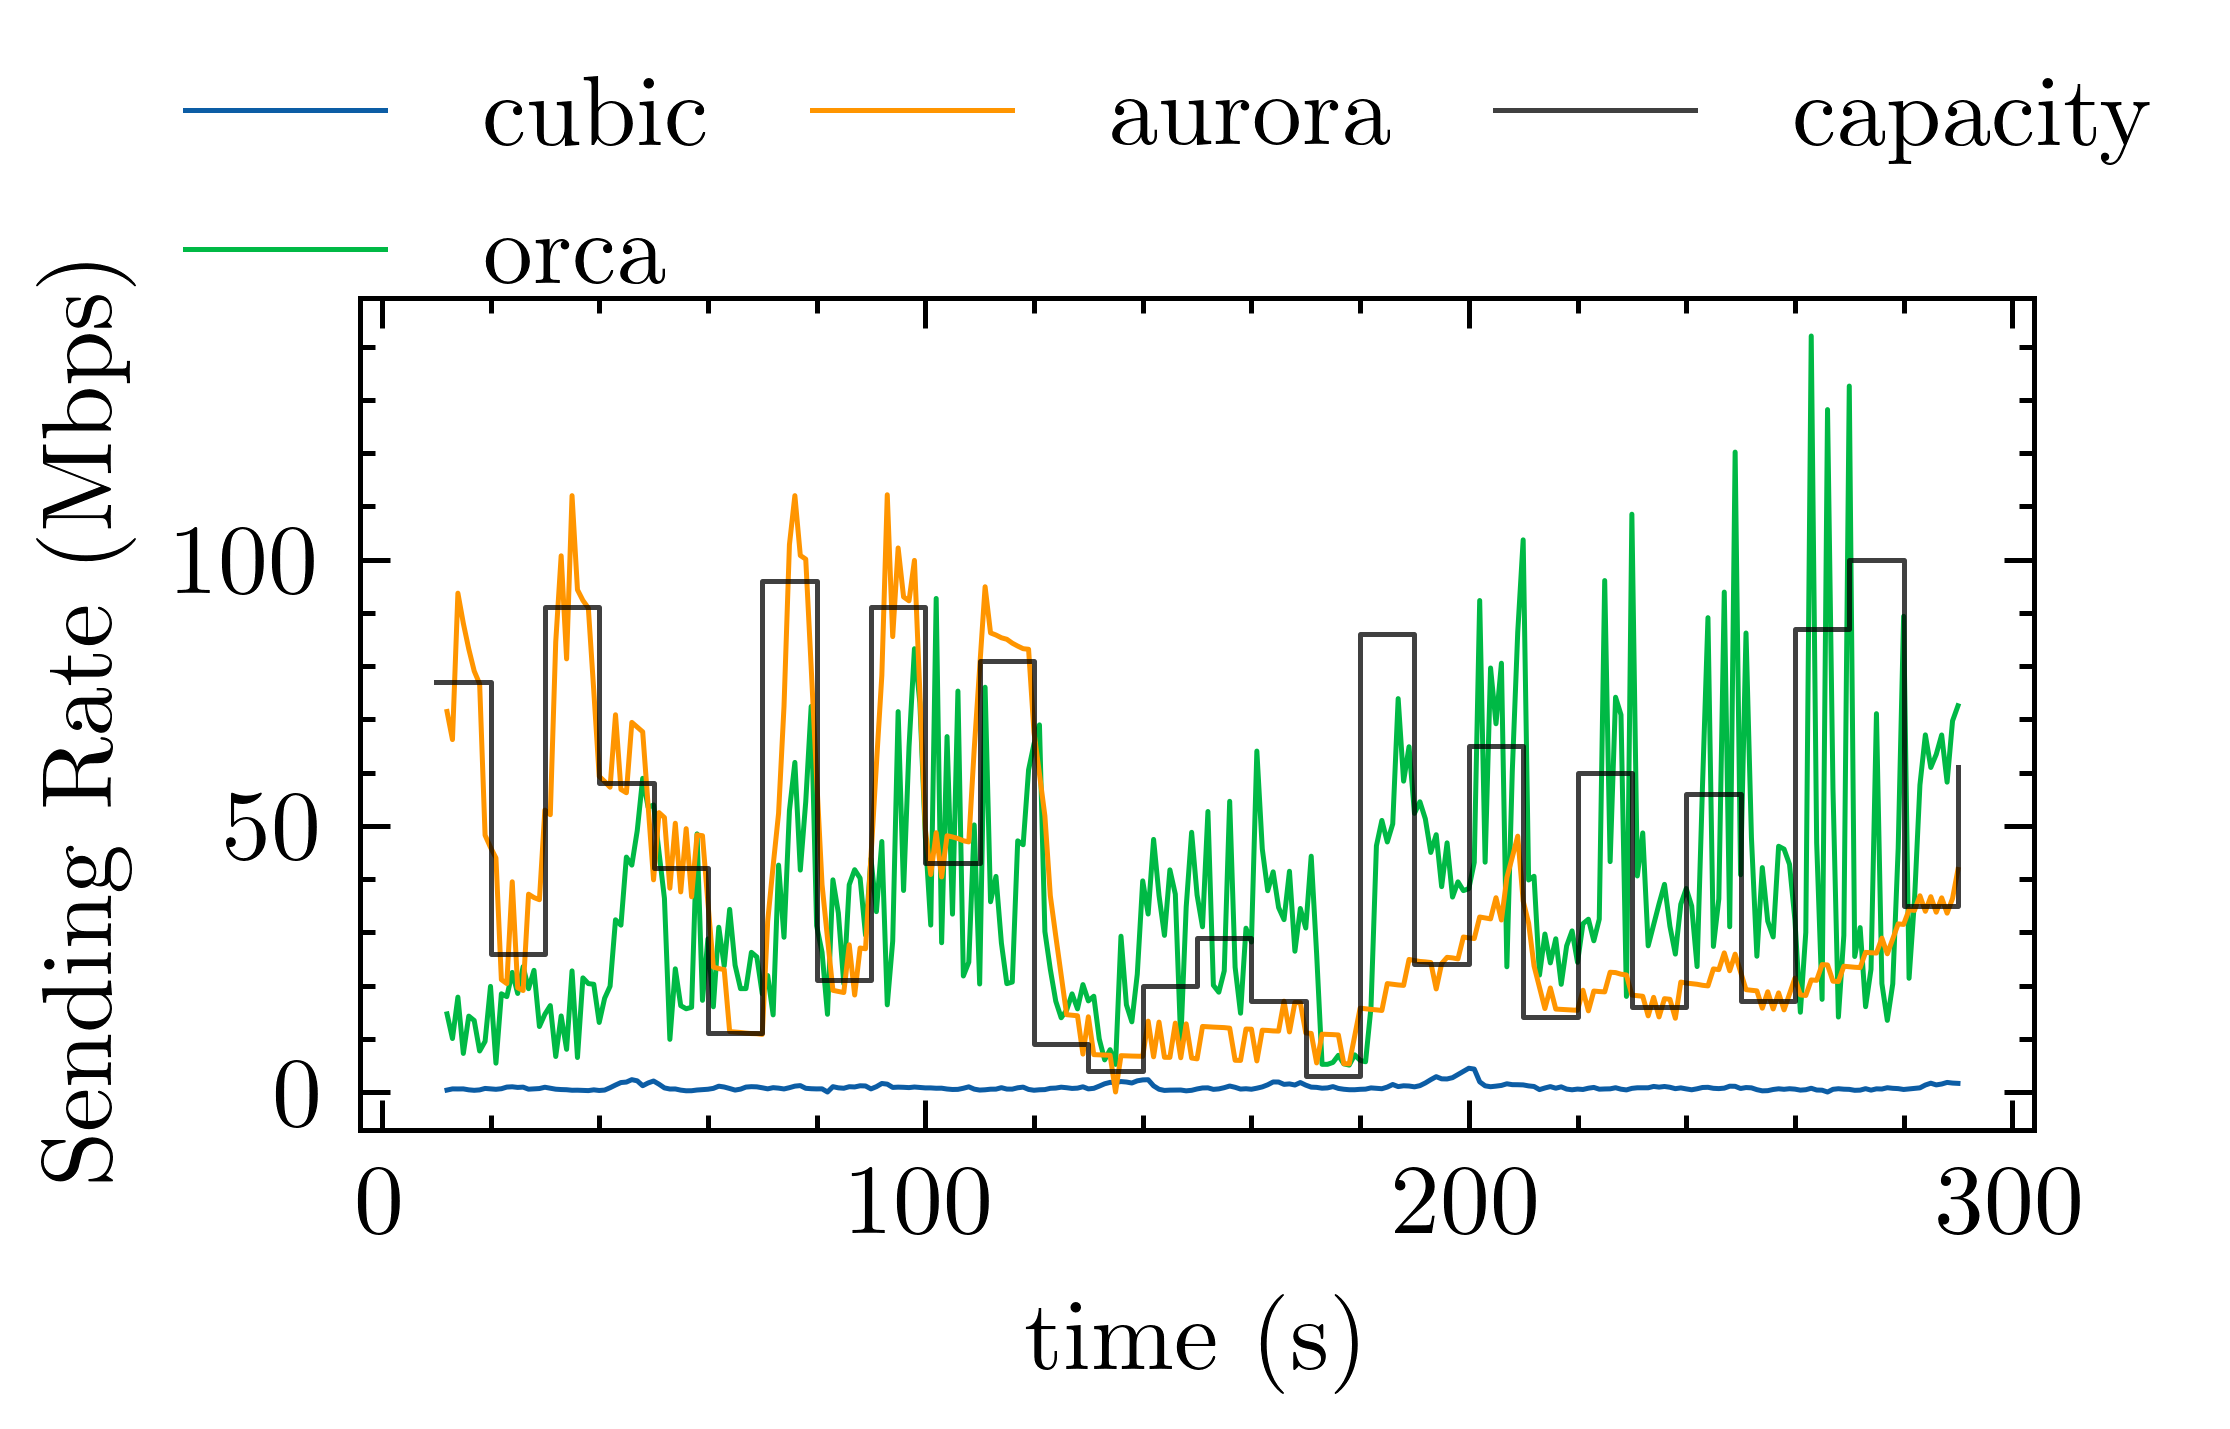 cubic
aurora
capacity
orca
Sending Rate (Mbps)
100
50
0
0
100
200
300
time (s)